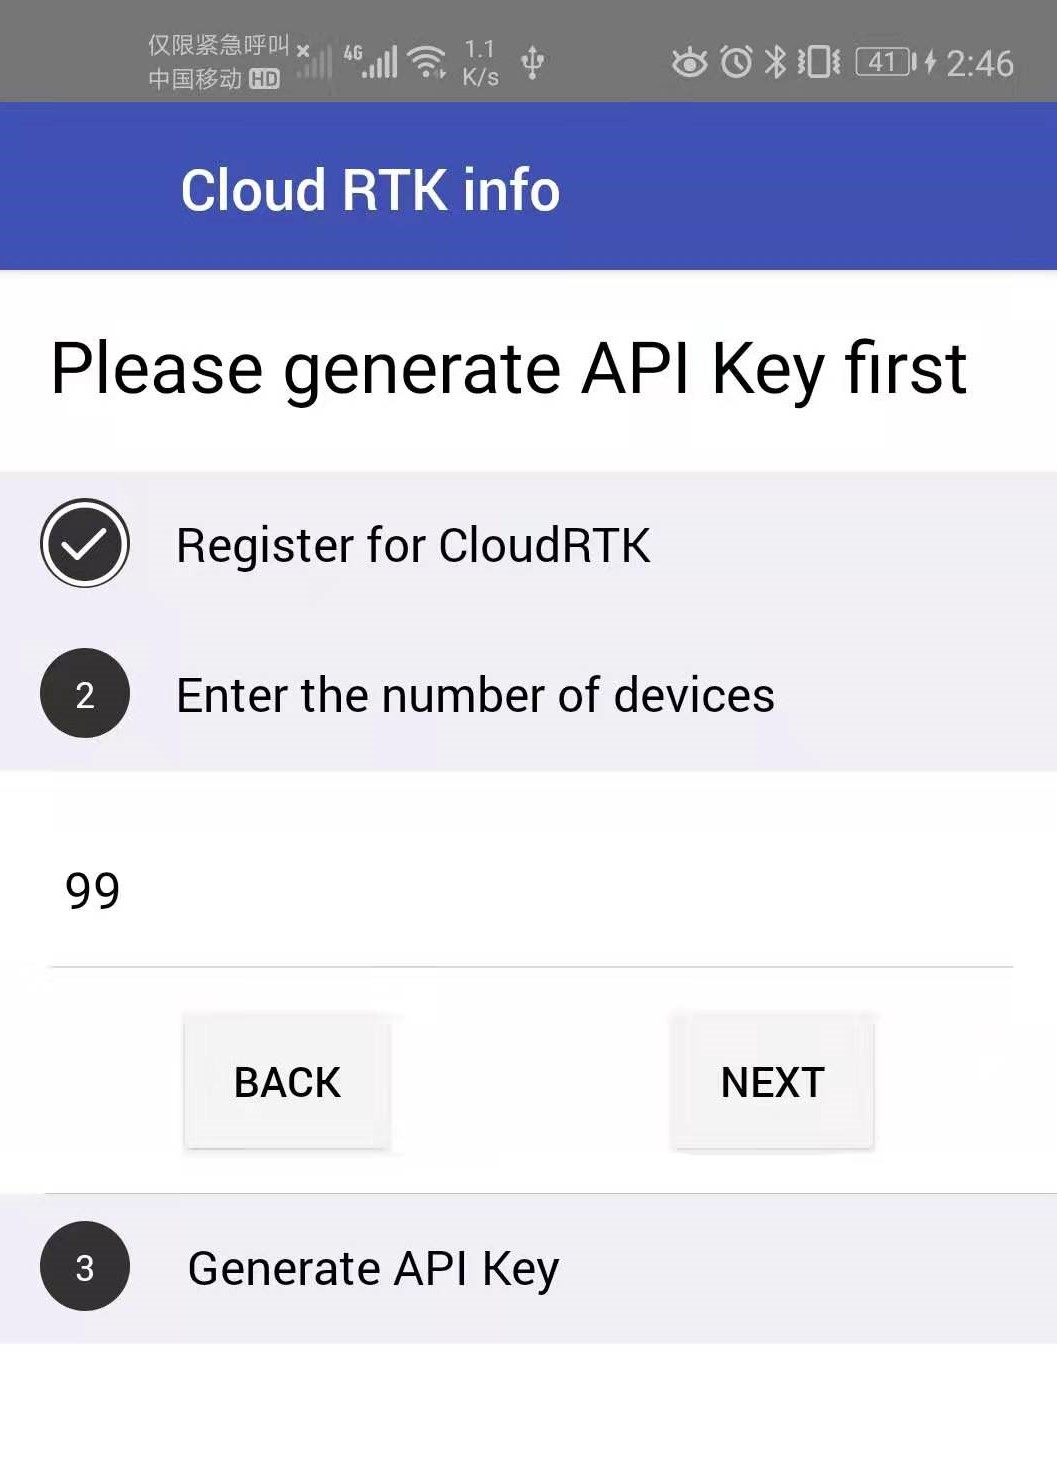 仅限紧急呼叫 4G 1.1
中国移动 HD K/s 41 2:46
Cloud RTK info
Please generate API Key first
Register for CloudRTK
2 Enter the number of devices
99
BACK NEXT
3 Generate API Key